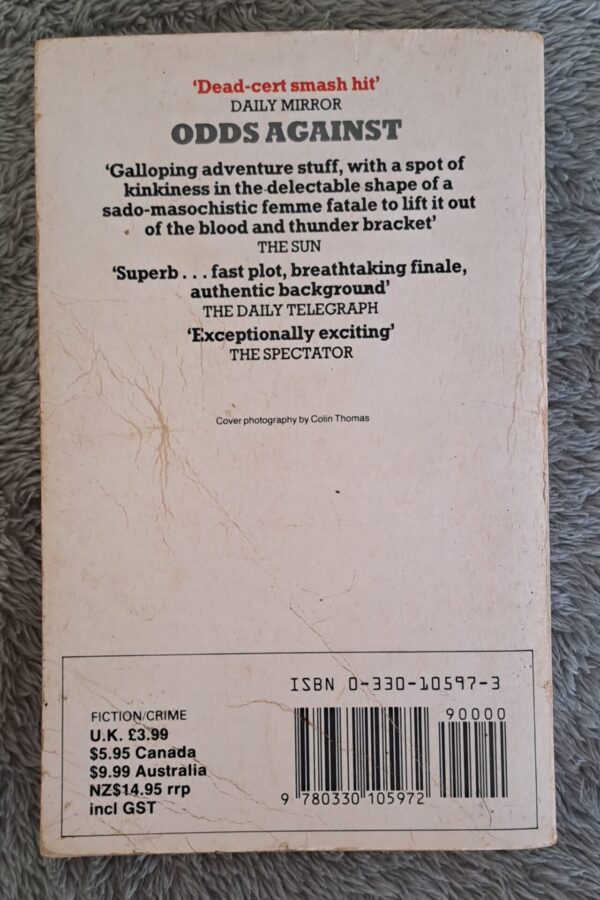 ‘Dead-cert smash hit’
DAILY MIRROR
ODDS AGAINST
‘Galloping adventure stuff, with a spot of
kinkiness in the delectable shape of a
sado-masochistic femme fatale to lift it out
of the blood and thunder bracket’
THE SUN
‘Superb . . . fast plot, breathtaking finale,
authentic background’
THE DAILY TELEGRAPH
‘Exceptionally exciting’
THE SPECTATOR
Cover photography by Colin Thomas
ISBN 0-330-10597-3
90000
FICTION/CRIME
U.K. £3.99
$5.95 Canada
$9.99 Australia
NZ$14.95 rrp
incl GST
9 780330 105972